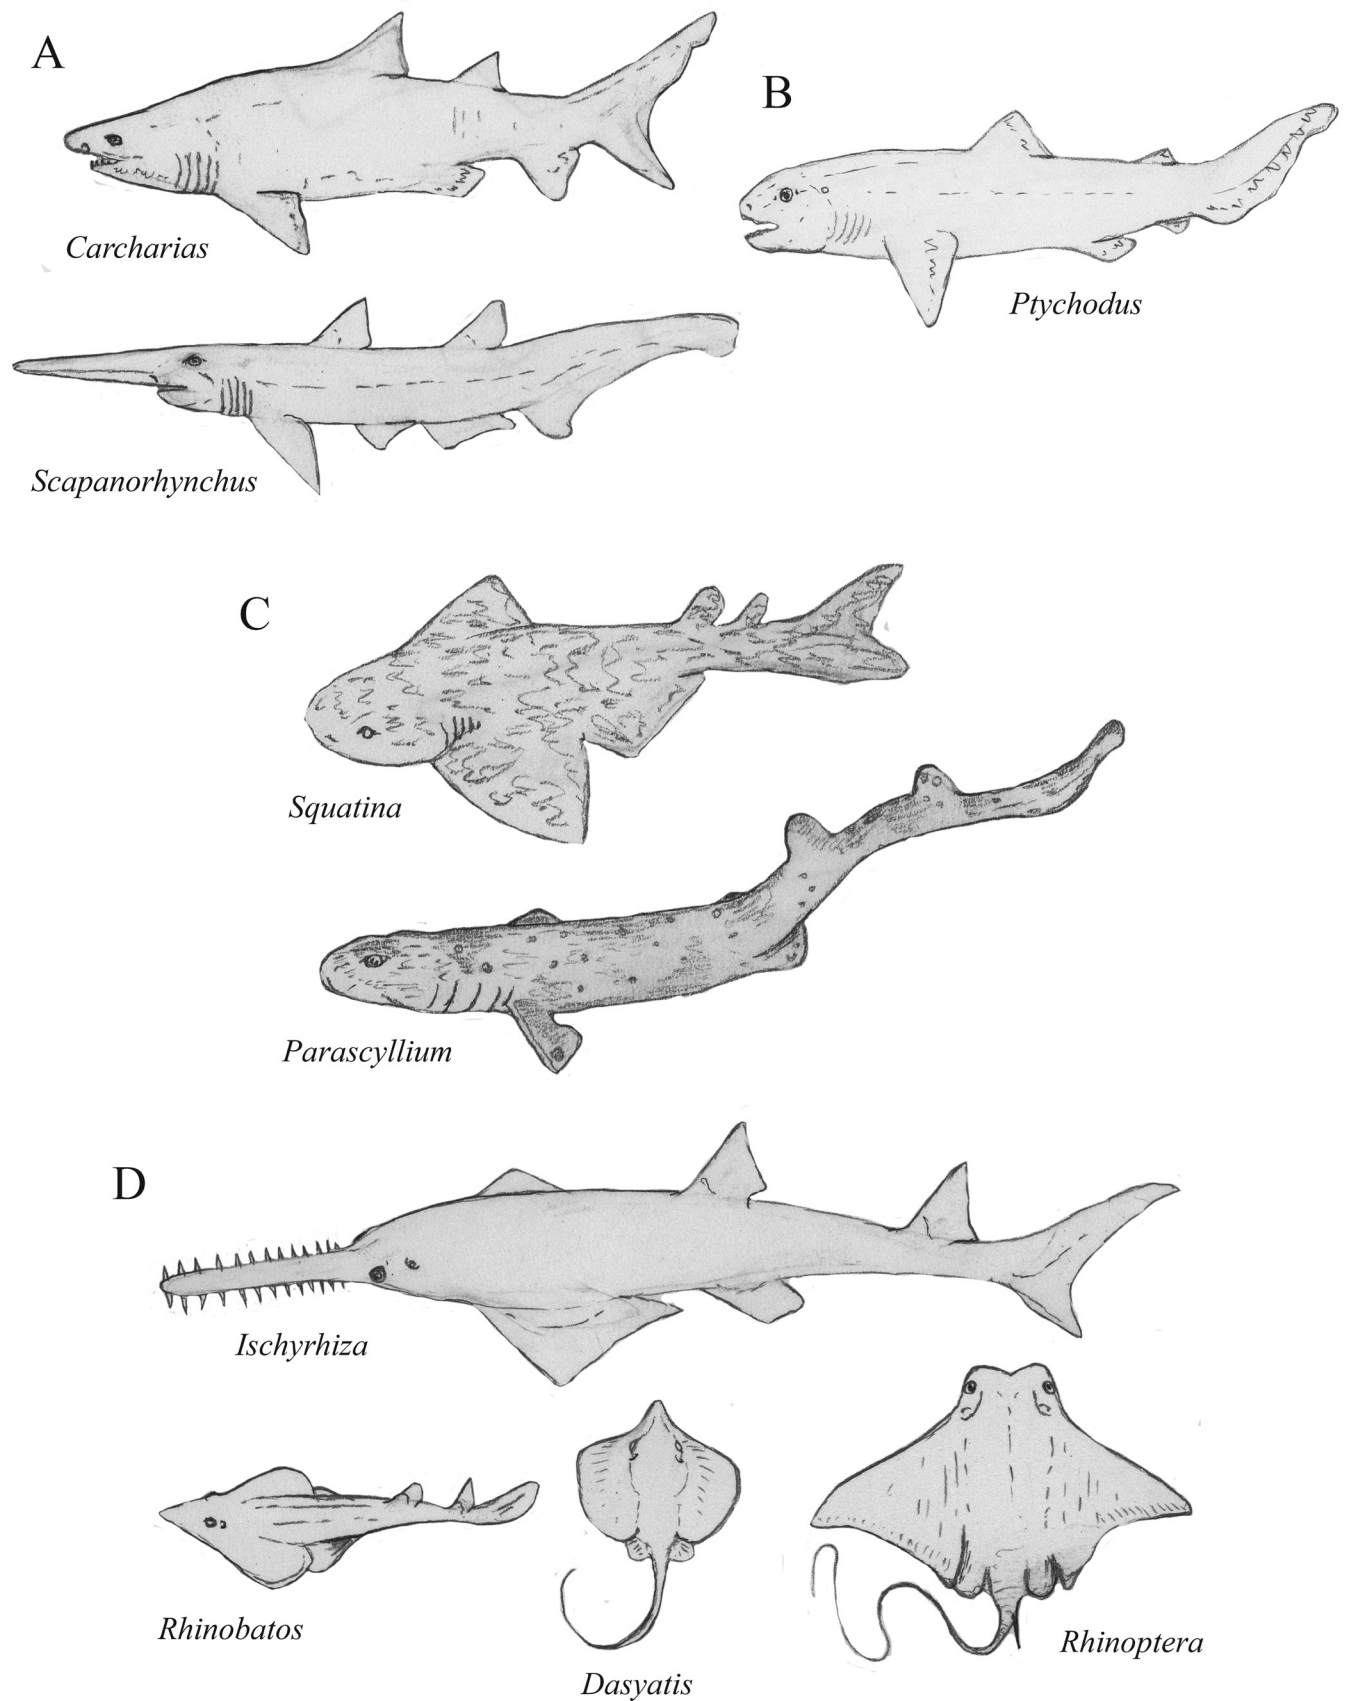 A
Carcharias
B
Ptychodus
Scapanorhynchus
C
Squatina
Parascyllium
D
Ischyrhiza
Rhinobatos
Dasyatis
Rhinoptera